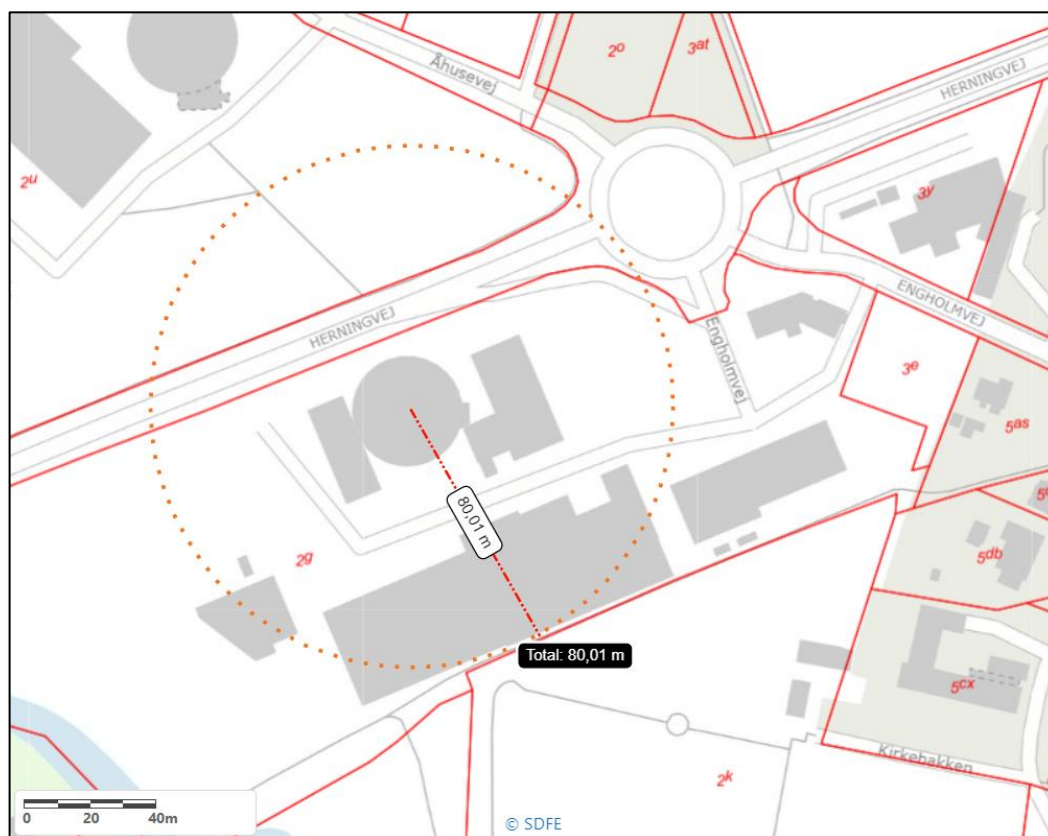 2o
3at
Åhusevej
HERNINGVEJ
2u
3y
HERNINGVEJ
ENGHOLMVEJ
Engholmvej
3e
5as
80,01 m
2g
5db
Total: 80,01 m
5cx
Kirkebakken
2k
0 20 40m
© SDFE